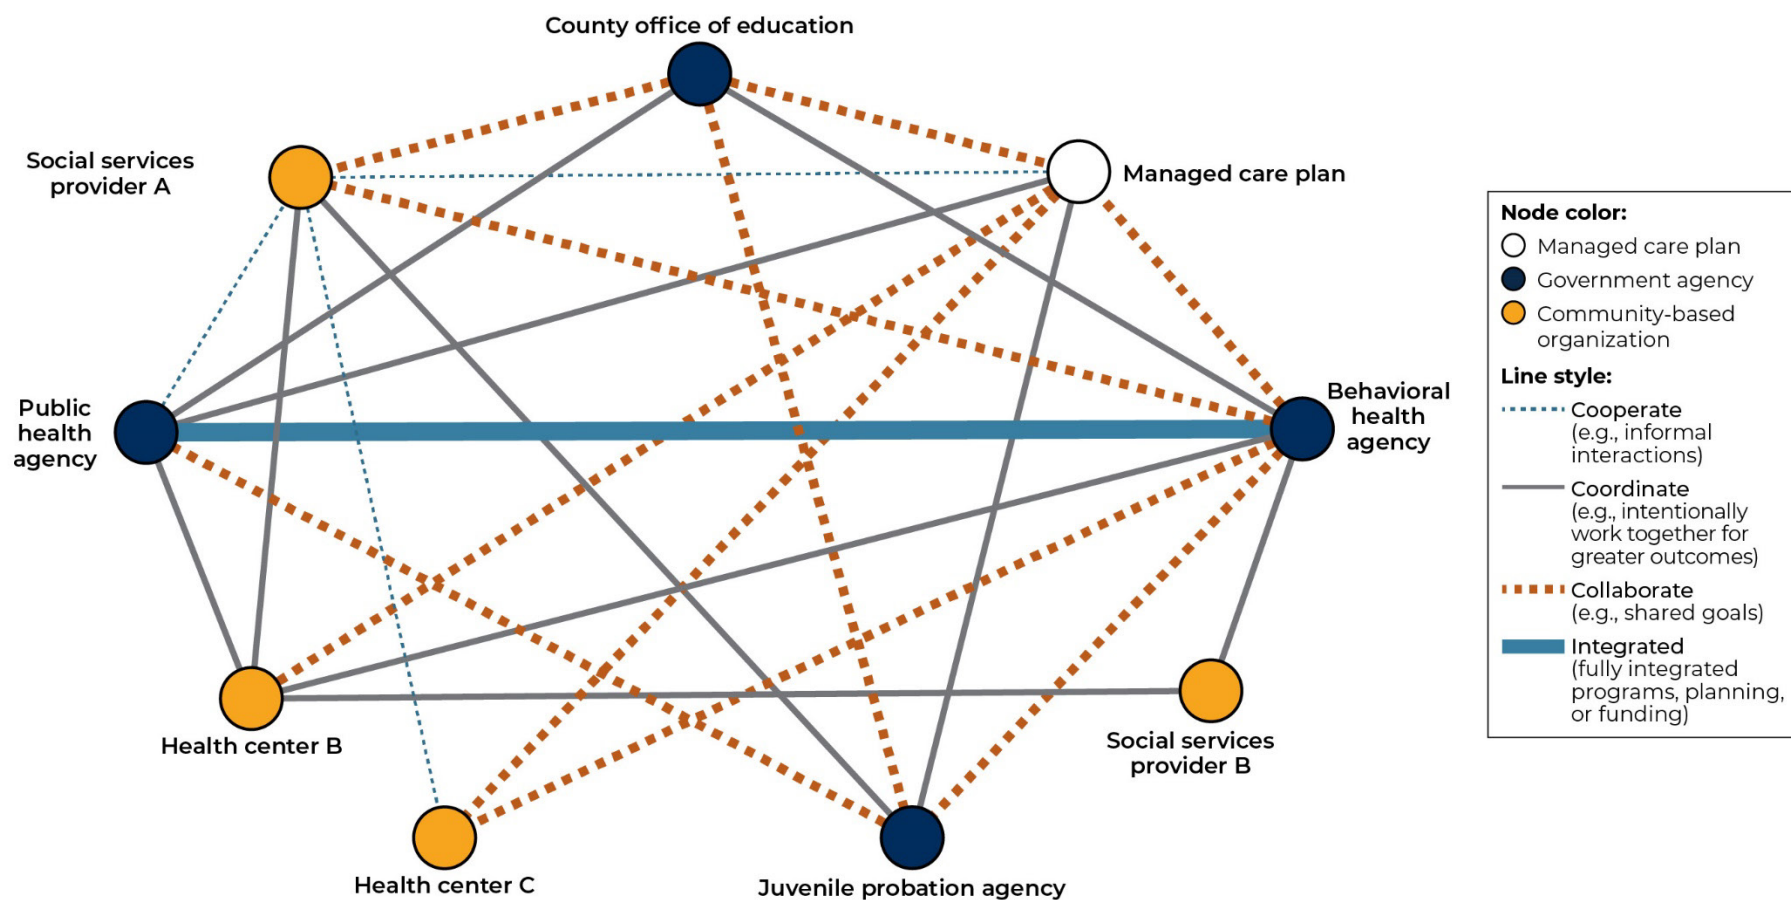 County office of education
Social services
provider A
Managed care plan
Public
health
agency
Behavioral
health
agency
Health center B
Social services
provider B
Health center C
Juvenile probation agency
Node color:
Managed care plan
Government agency
Community-based
organization
Line style:
Cooperate
(e.g., informal
interactions)
Coordinate
(e.g., intentionally
work together for
greater outcomes)
Collaborate
(e.g., shared goals)
Integrated
(fully integrated
programs, planning,
or funding)